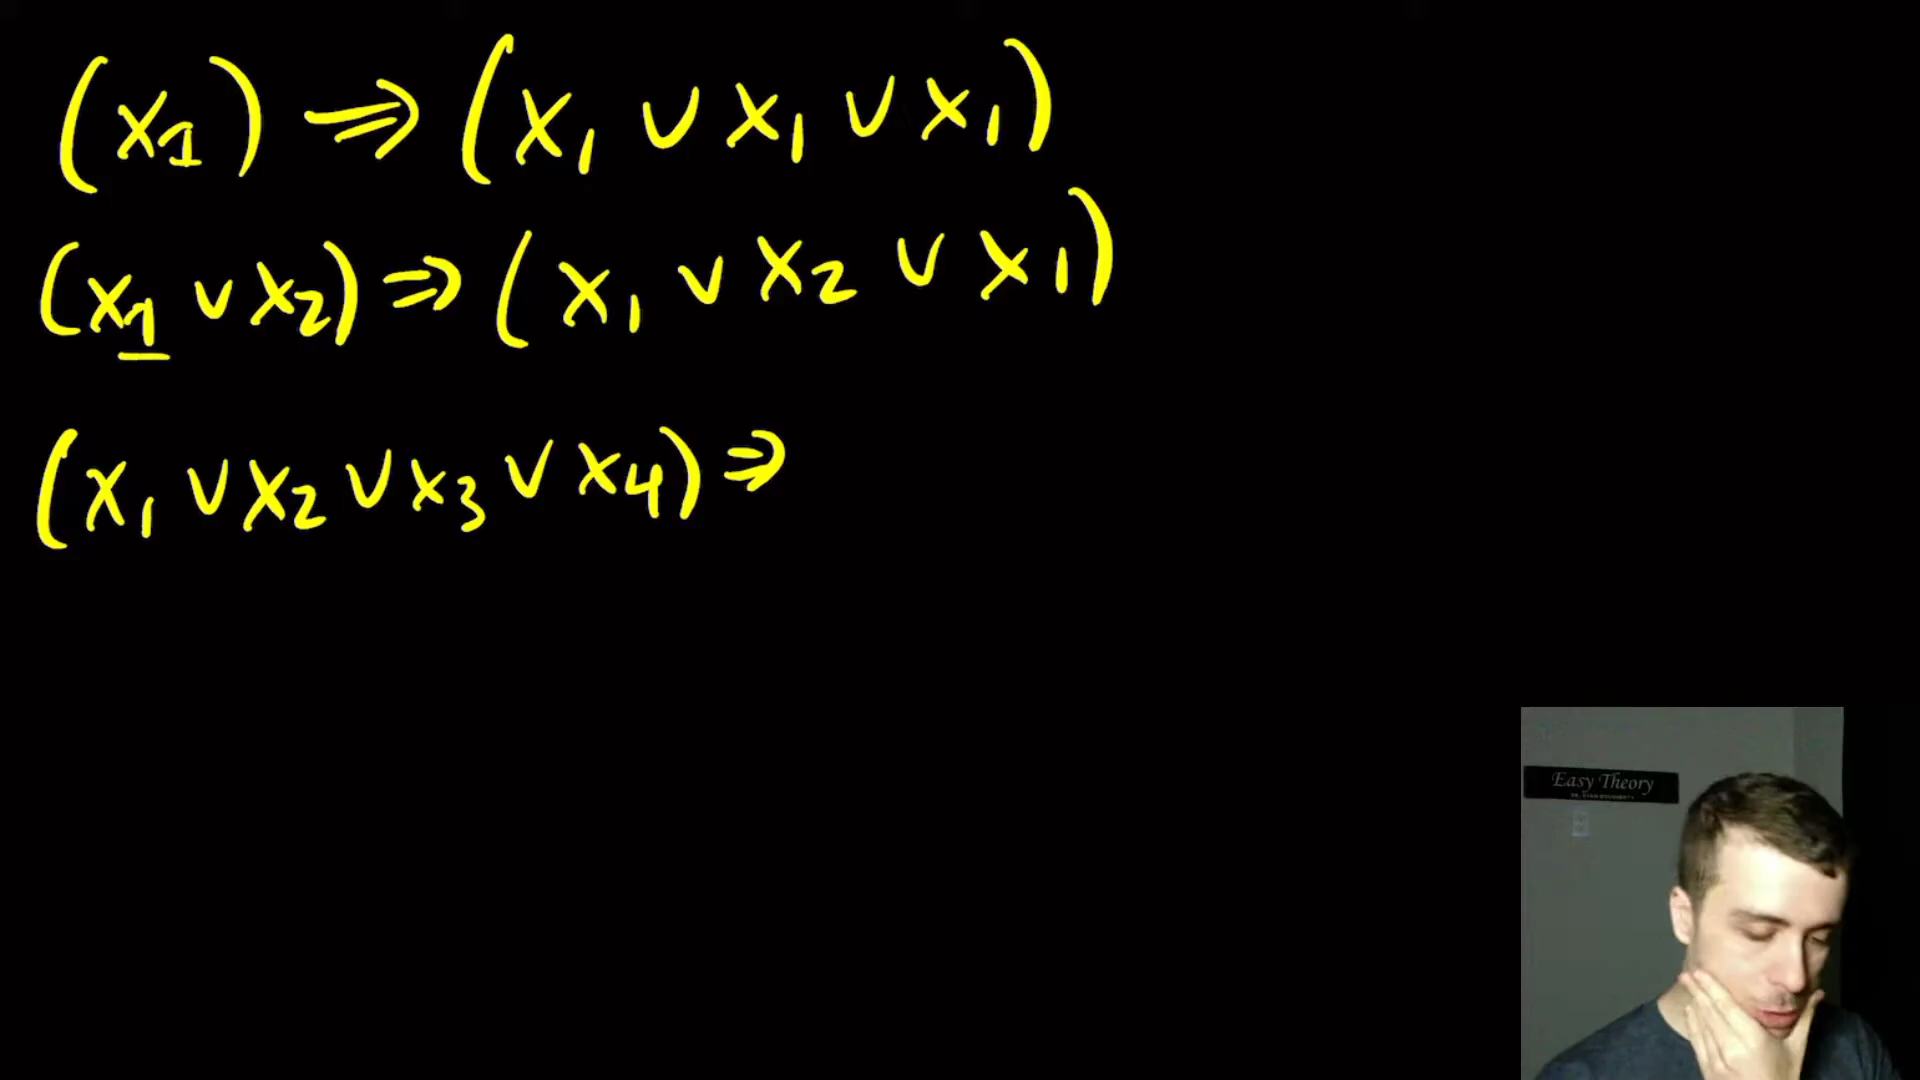 (x₁) ⇒ (x₁ ∨ x₁ ∨ x₁)
(x₁ ∨ x₂) ⇒ (x₁ ∨ x₂ ∨ x₁)
(x₁ ∨ x₂ ∨ x₃ ∨ x₄) ⇒
Easy Theory